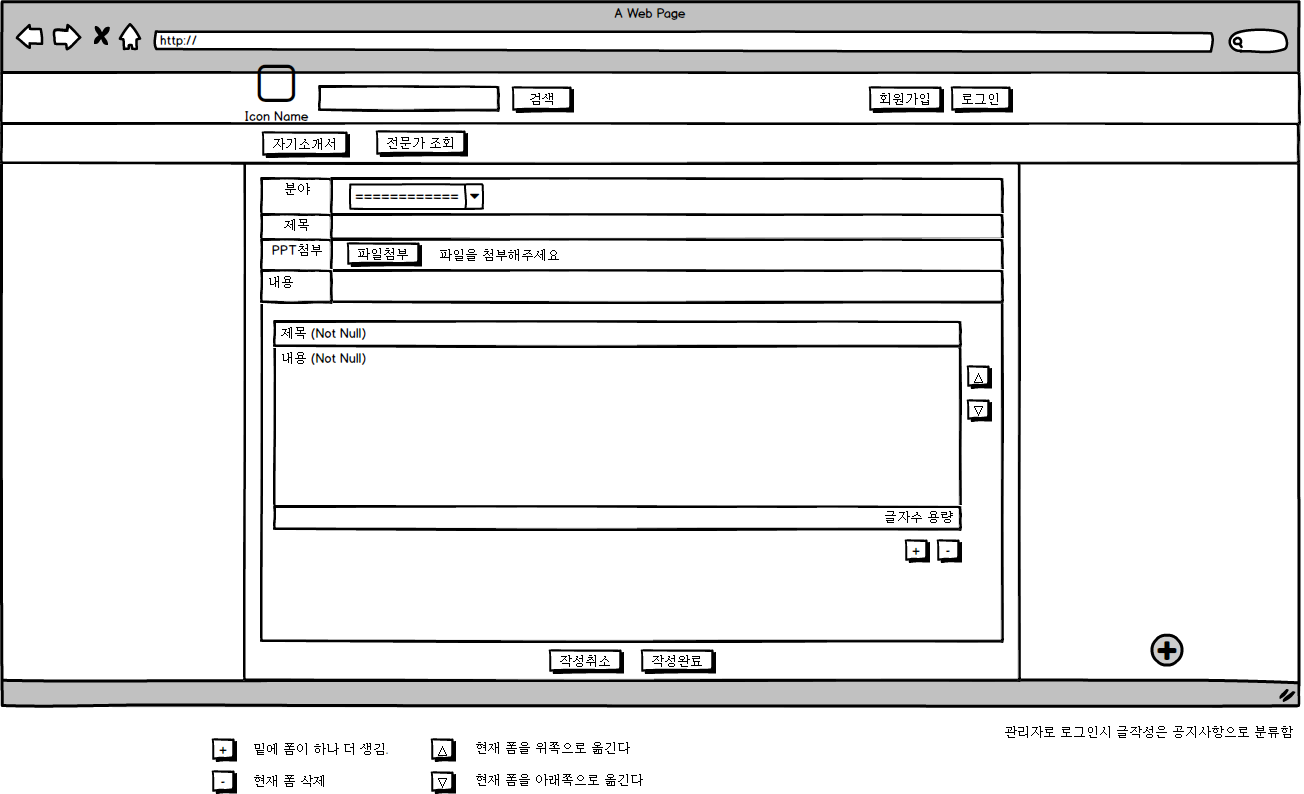 A Web Page
http://
Icon Name
검색
회원가입
로그인
자기소개서
전문가 조회
분야
============
제목
PPT첨부
파일첨부
파일을 첨부해주세요
내용
제목 (Not Null)
내용 (Not Null)
△
▽
글자수 용량
+
-
작성취소
작성완료
관리자로 로그인시 글작성은 공지사항으로 분류함
+ 밑에 폼이 하나 더 생김.
△ 현재 폼을 위쪽으로 옮긴다
- 현재 폼 삭제
▽ 현재 폼을 아래쪽으로 옮긴다